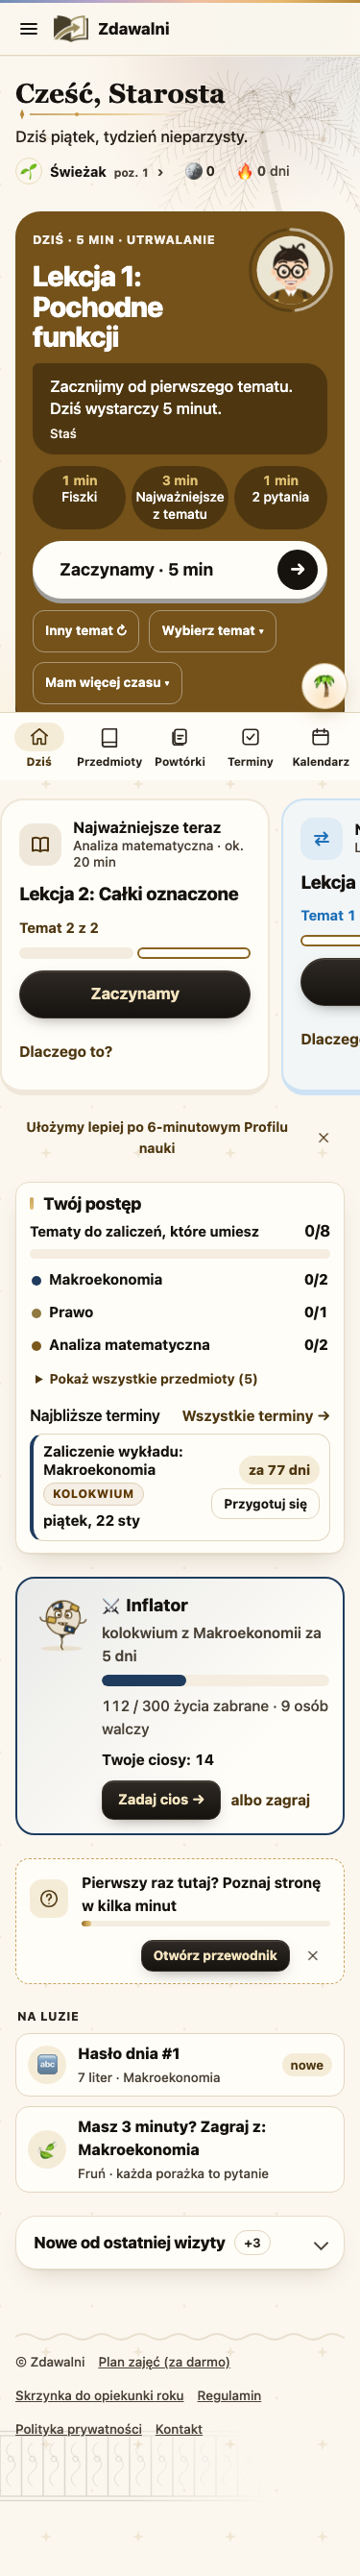 Zdawalni
Cześć, Starosta
Dziś piątek, tydzień nieparzysty.
Świeżak poz. 1 › 0 0 dni
DZIŚ · 5 MIN · UTRWALANIE
Lekcja 1:
Pochodne
funkcji
Zacznijmy od pierwszego tematu.
Dziś wystarczy 5 minut.
Staś
1 min
Fiszki
3 min
Najważniejsze
z tematu
1 min
2 pytania
Zaczynamy · 5 min →
Inny temat ↻
Wybierz temat ▾
Mam więcej czasu ▾
Dziś
Przedmioty
Powtórki
Terminy
Kalendarz
Najważniejsze teraz
Analiza matematyczna · ok.
20 min
Lekcja 2: Całki oznaczone
Temat 2 z 2
Zaczynamy
Dlaczego to?
Lekcja
Temat 1
Dlaczego
Ułożymy lepiej po 6-minutowym Profilu
nauki
Twój postęp
Tematy do zaliczeń, które umiesz 0/8
Makroekonomia 0/2
Prawo 0/1
Analiza matematyczna 0/2
▶ Pokaż wszystkie przedmioty (5)
Najbliższe terminy Wszystkie terminy →
Zaliczenie wykładu:
Makroekonomia
KOLOKWIUM
piątek, 22 sty
za 77 dni
Przygotuj się
⚔ Inflator
kolokwium z Makroekonomii za
5 dni
112 / 300 życia zabrane · 9 osób
walczy
Twoje ciosy: 14
Zadaj cios → albo zagraj
Pierwszy raz tutaj? Poznaj stronę
w kilka minut
Otwórz przewodnik
NA LUZIE
abc
Hasło dnia #1
7 liter · Makroekonomia
nowe
Masz 3 minuty? Zagraj z:
Makroekonomia
Fruń · każda porażka to pytanie
Nowe od ostatniej wizyty +3
© Zdawalni Plan zajęć (za darmo)
Skrzynka do opiekunki roku Regulamin
Polityka prywatności Kontakt